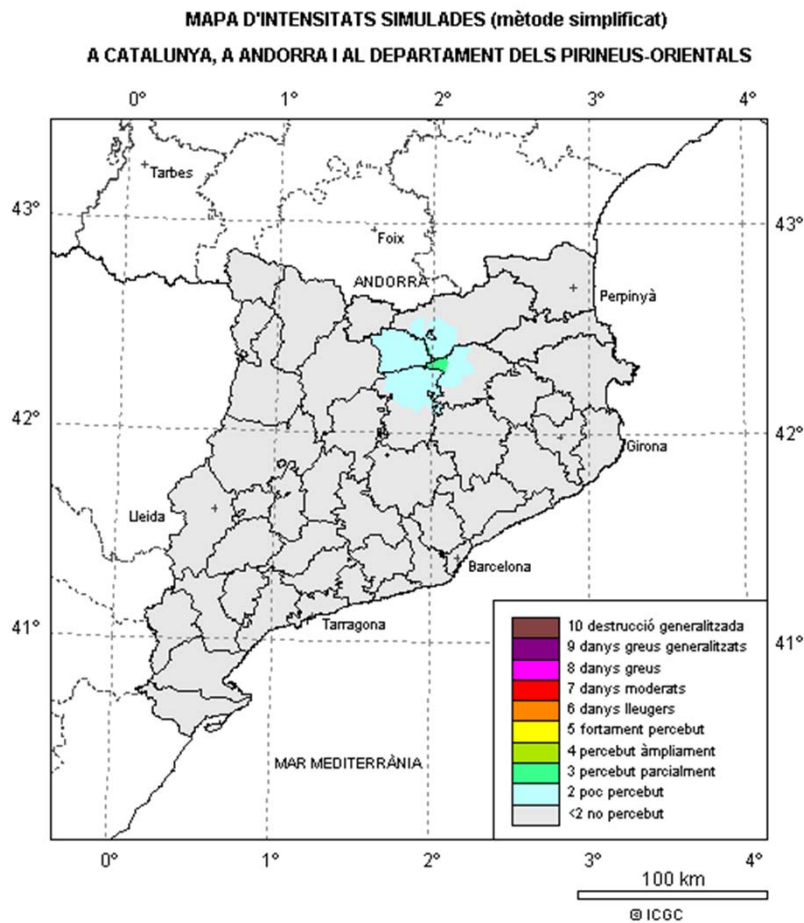 MAPA D'INTENSITATS SIMULADES (mètode simplificat)
A CATALUNYA, A ANDORRA I AL DEPARTAMENT DELS PIRINEUS-ORIENTALS
0° 1° 2° 3° 4°
Tarbes
43° 43°
Foix
ANDORRA
Perpinyà
42° 42°
Girona
Lleida
Barcelona
Tarragona
41° 41°
10 destrucció generalitzada
9 danys greus generalitzats
8 danys greus
7 danys moderats
6 danys lleugers
5 fortament percebut
4 percebut àmpliament
3 percebut parcialment
2 poc percebut
<2 no percebut
MAR MEDITERRÀNIA
0° 1° 2° 3° 4°
100 km
© ICGC